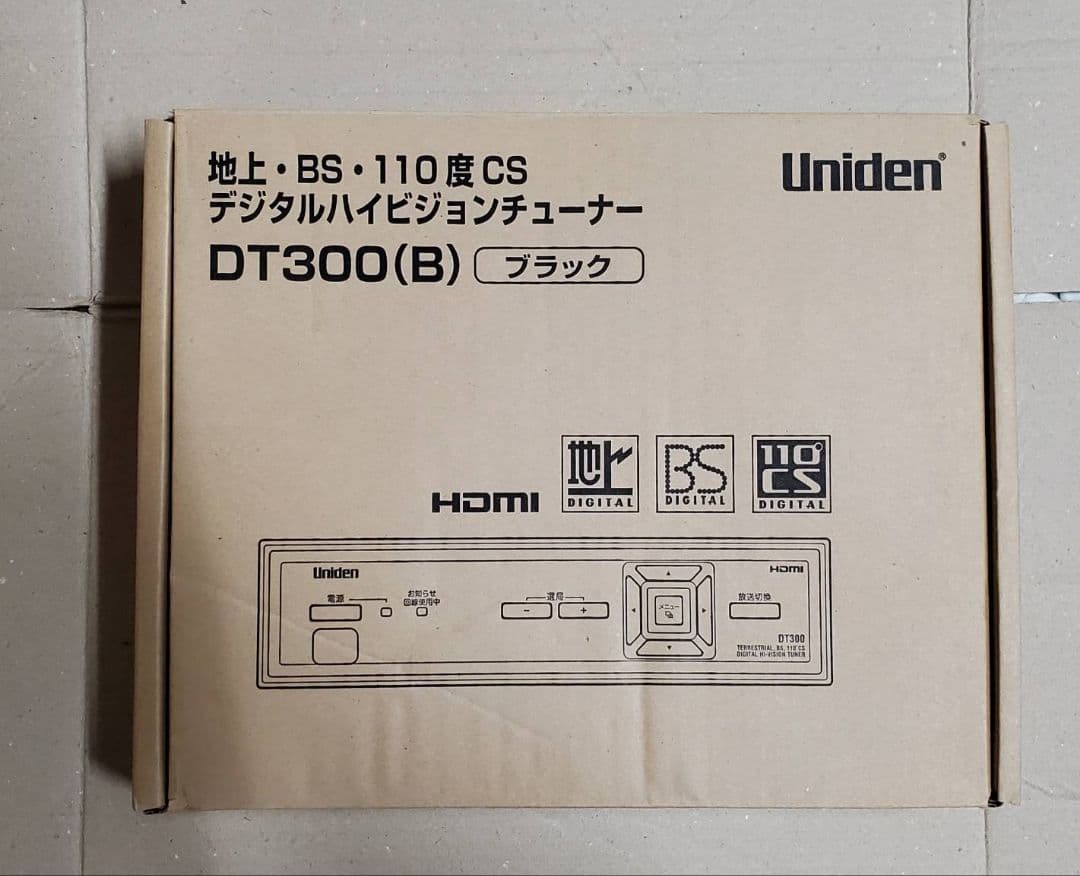 地上・BS・110度CS
デジタルハイビジョンチューナー
DT300(B) ブラック
Uniden®
HDMI
地上
DIGITAL
BS
DIGITAL
110°
CS
DIGITAL
Uniden
HDMI
電源
お知らせ
回線使用中
選局
- +
メニュー
放送切換
DT300
TERRESTRIAL, BS, 110°CS
DIGITAL HI-VISION TUNER